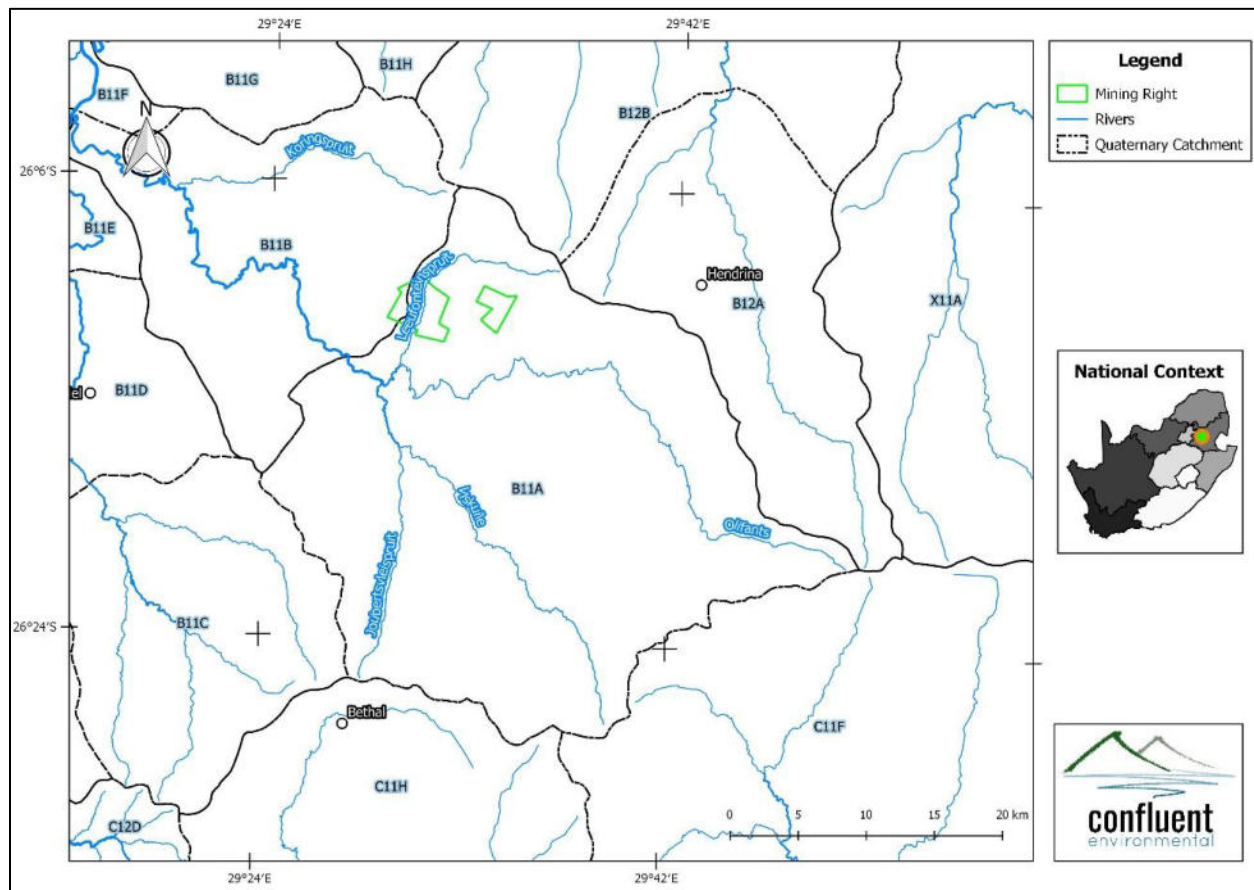 29°24'E
29°42'E
B11H
B11G
B11F
N
B12B
Koringspruit
26°6'S
B11E
B11B
Hendrina
B12A
X11A
el
B11D
B11A
Viskuile
Olifants
Joubertsvleispruit
B11C
26°24'S
Bethal
C11F
C11H
C12D
0 5 10 15 20 km
29°24'E
29°42'E
Legend
Mining Right
Rivers
Quaternary Catchment
National Context
confluent
environmental